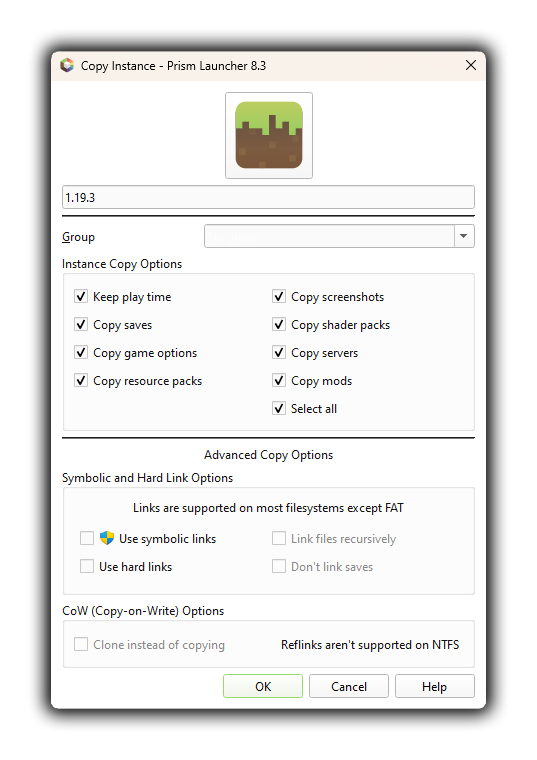 Copy Instance - Prism Launcher 8.3
1.19.3
Group
Instance Copy Options
Keep play time
Copy screenshots
Copy saves
Copy shader packs
Copy game options
Copy servers
Copy resource packs
Copy mods
Select all
Advanced Copy Options
Symbolic and Hard Link Options
Links are supported on most filesystems except FAT
Use symbolic links
Link files recursively
Use hard links
Don't link saves
CoW (Copy-on-Write) Options
Clone instead of copying
Reflinks aren't supported on NTFS
OK
Cancel
Help